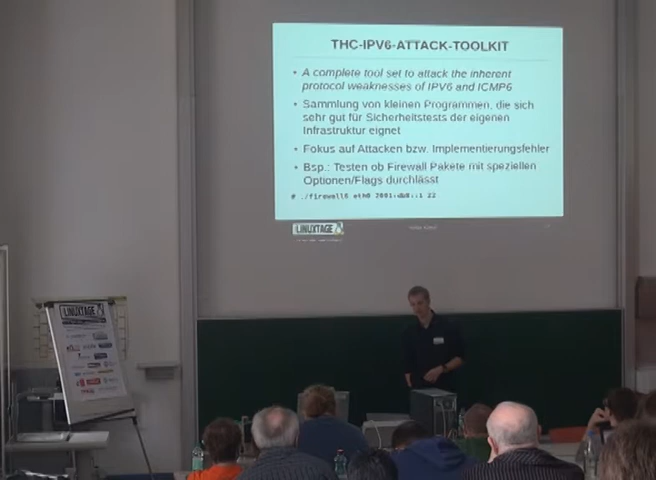 THC-IPV6-ATTACK-TOOLKIT
• A complete tool set to attack the inherent
protocol weaknesses of IPV6 and ICMP6
• Sammlung von kleinen Programmen, die sich
sehr gut für Sicherheitstests der eigenen
Infrastruktur eignet
• Fokus auf Attacken bzw. Implementierungsfehler
• Bsp.: Testen ob Firewall Pakete mit speziellen
Optionen/Flags durchlässt
# ./firewall6 eth0 2001:db8::1 22
LINUXTAGE
LINUXTAGE